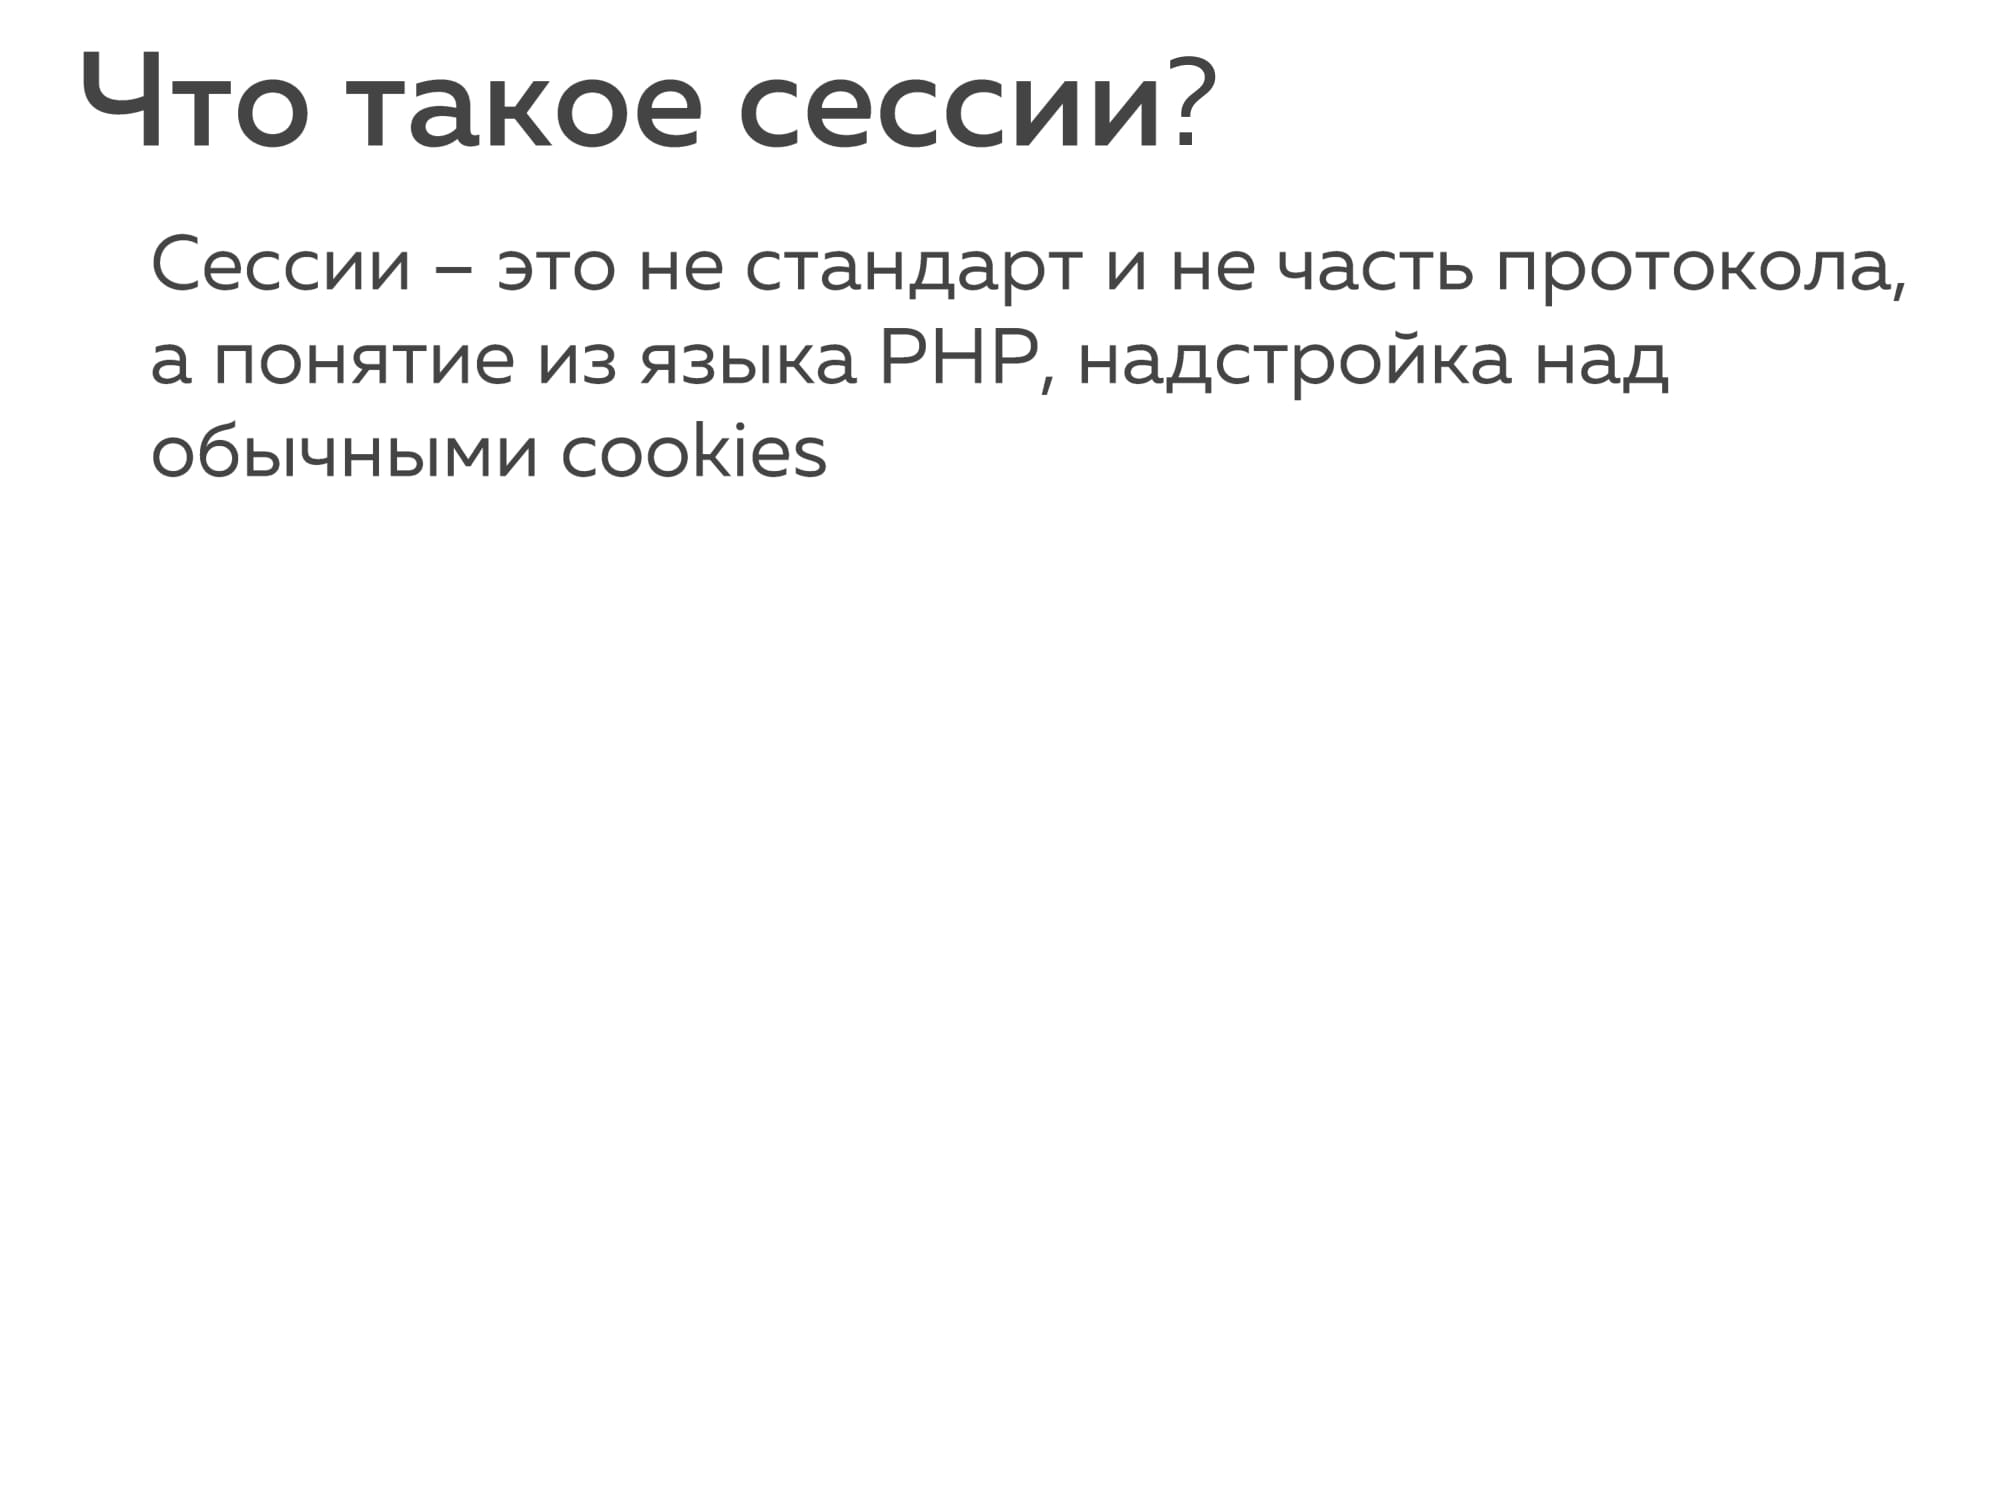 Что такое сессии?
Сессии – это не стандарт и не часть протокола,
а понятие из языка PHP, надстройка над
обычными cookies